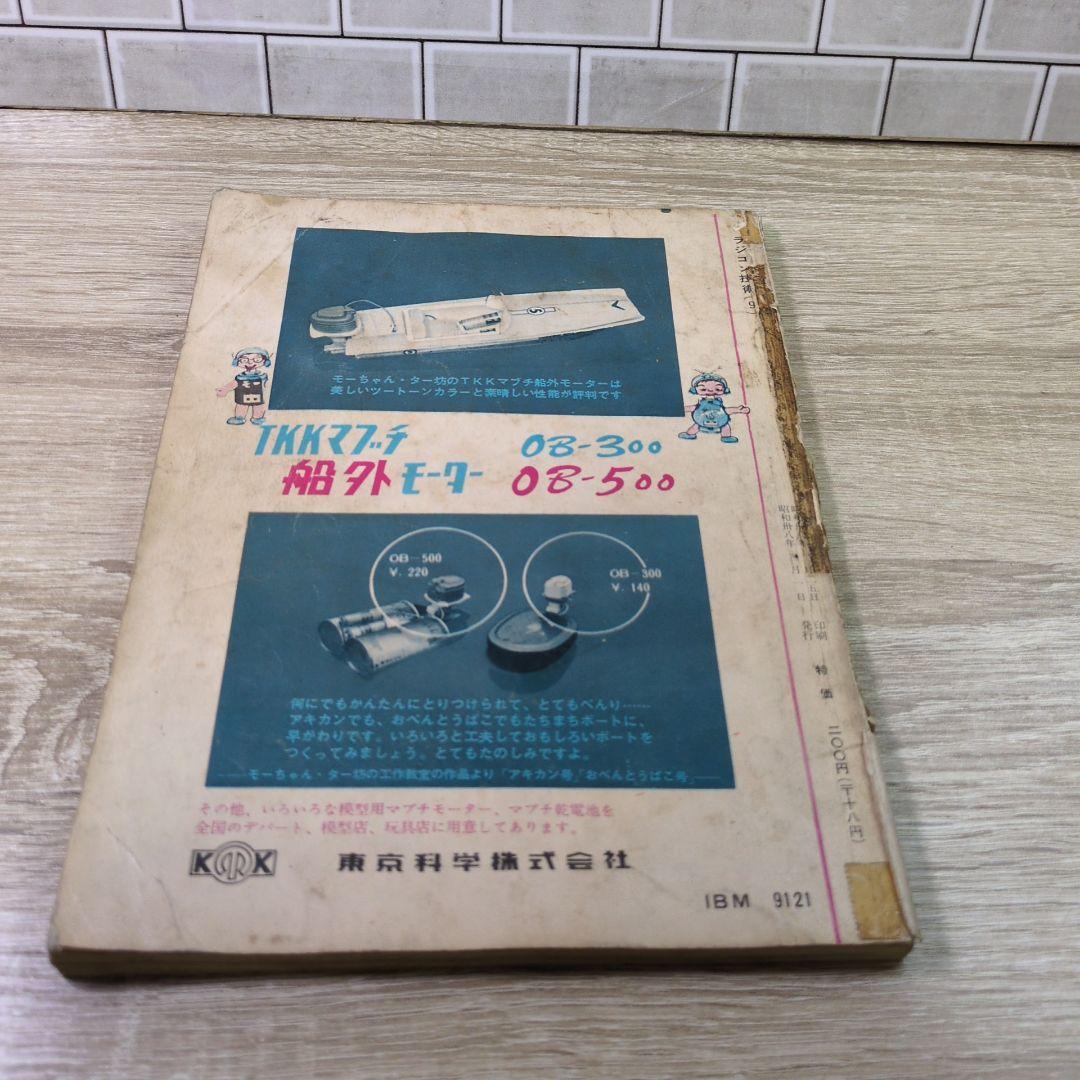 モーちゃん・ター坊のTKKマブチ船外モーターは
美しいツートーンカラーと素晴しい性能が評判です
TKKマブチ OB-300
船外モーター OB-500
OB-500
¥.220
OB-300
¥.140
何にでもかんたんにとりつけられて、とてもべんり……
アキカンでも、おべんとうばこでもたちまちボートに、
早がわりです。いろいろと工夫しておもしろいボートを
つくってみましょう。とてもたのしみですよ。
モーちゃん・ター坊の工作教室の作品より「アキカン号」「おべんとうばこ号」
その他、いろいろな模型用マブチモーター、マブチ乾電池を
全国のデパート、模型店、玩具店に用意してあります。
K K 東京科学株式会社
IBM 9121
ラジコン技術(9
印刷
昭和卅八年 月 日 発行
特価 二〇〇円(〒十八円)